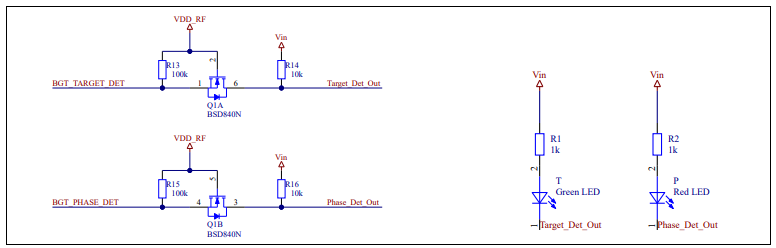 VDD_RF
Vin
R13
100k
2
R14
10k
BGT_TARGET_DET
1
6
Target_Det_Out
Q1A
BSD840N
VDD_RF
Vin
R15
100k
5
R16
10k
BGT_PHASE_DET
4
3
Phase_Det_Out
Q1B
BSD840N
Vin
Vin
R1
1k
R2
1k
2
2
T
Green LED
P
Red LED
1
Target_Det_Out
1
Phase_Det_Out